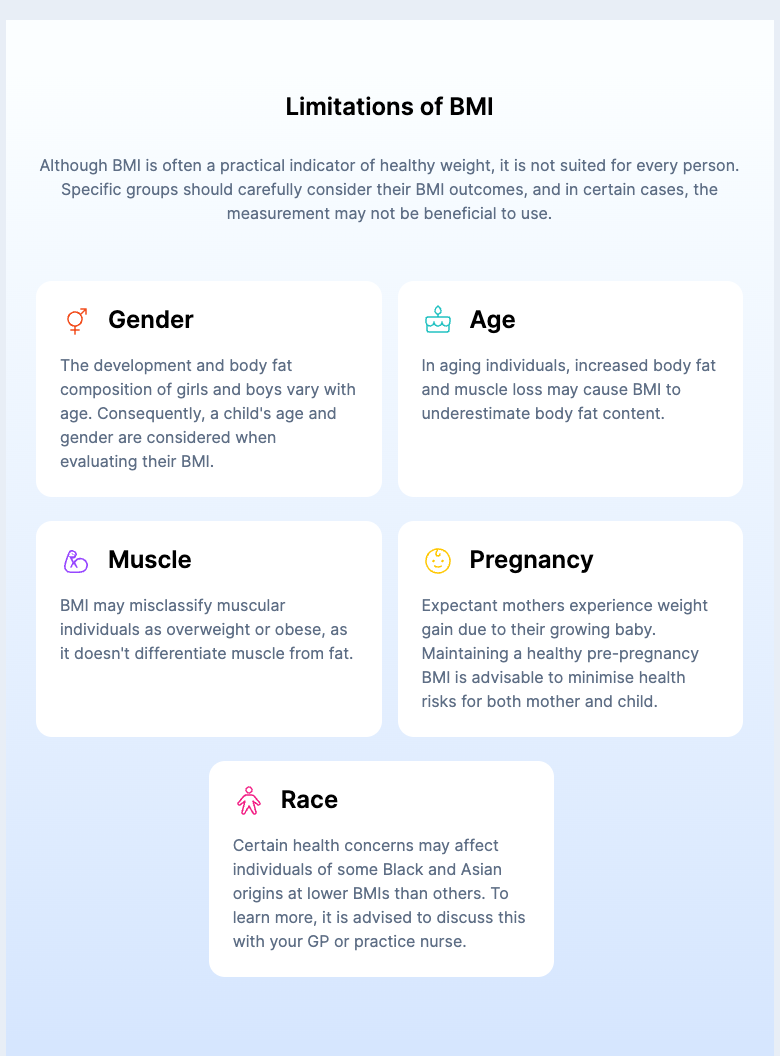 Limitations of BMI
Although BMI is often a practical indicator of healthy weight, it is not suited for every person.
Specific groups should carefully consider their BMI outcomes, and in certain cases, the
measurement may not be beneficial to use.
Gender
The development and body fat
composition of girls and boys vary with
age. Consequently, a child's age and
gender are considered when
evaluating their BMI.
Age
In aging individuals, increased body fat
and muscle loss may cause BMI to
underestimate body fat content.
Muscle
BMI may misclassify muscular
individuals as overweight or obese, as
it doesn't differentiate muscle from fat.
Pregnancy
Expectant mothers experience weight
gain due to their growing baby.
Maintaining a healthy pre-pregnancy
BMI is advisable to minimise health
risks for both mother and child.
Race
Certain health concerns may affect
individuals of some Black and Asian
origins at lower BMIs than others. To
learn more, it is advised to discuss this
with your GP or practice nurse.